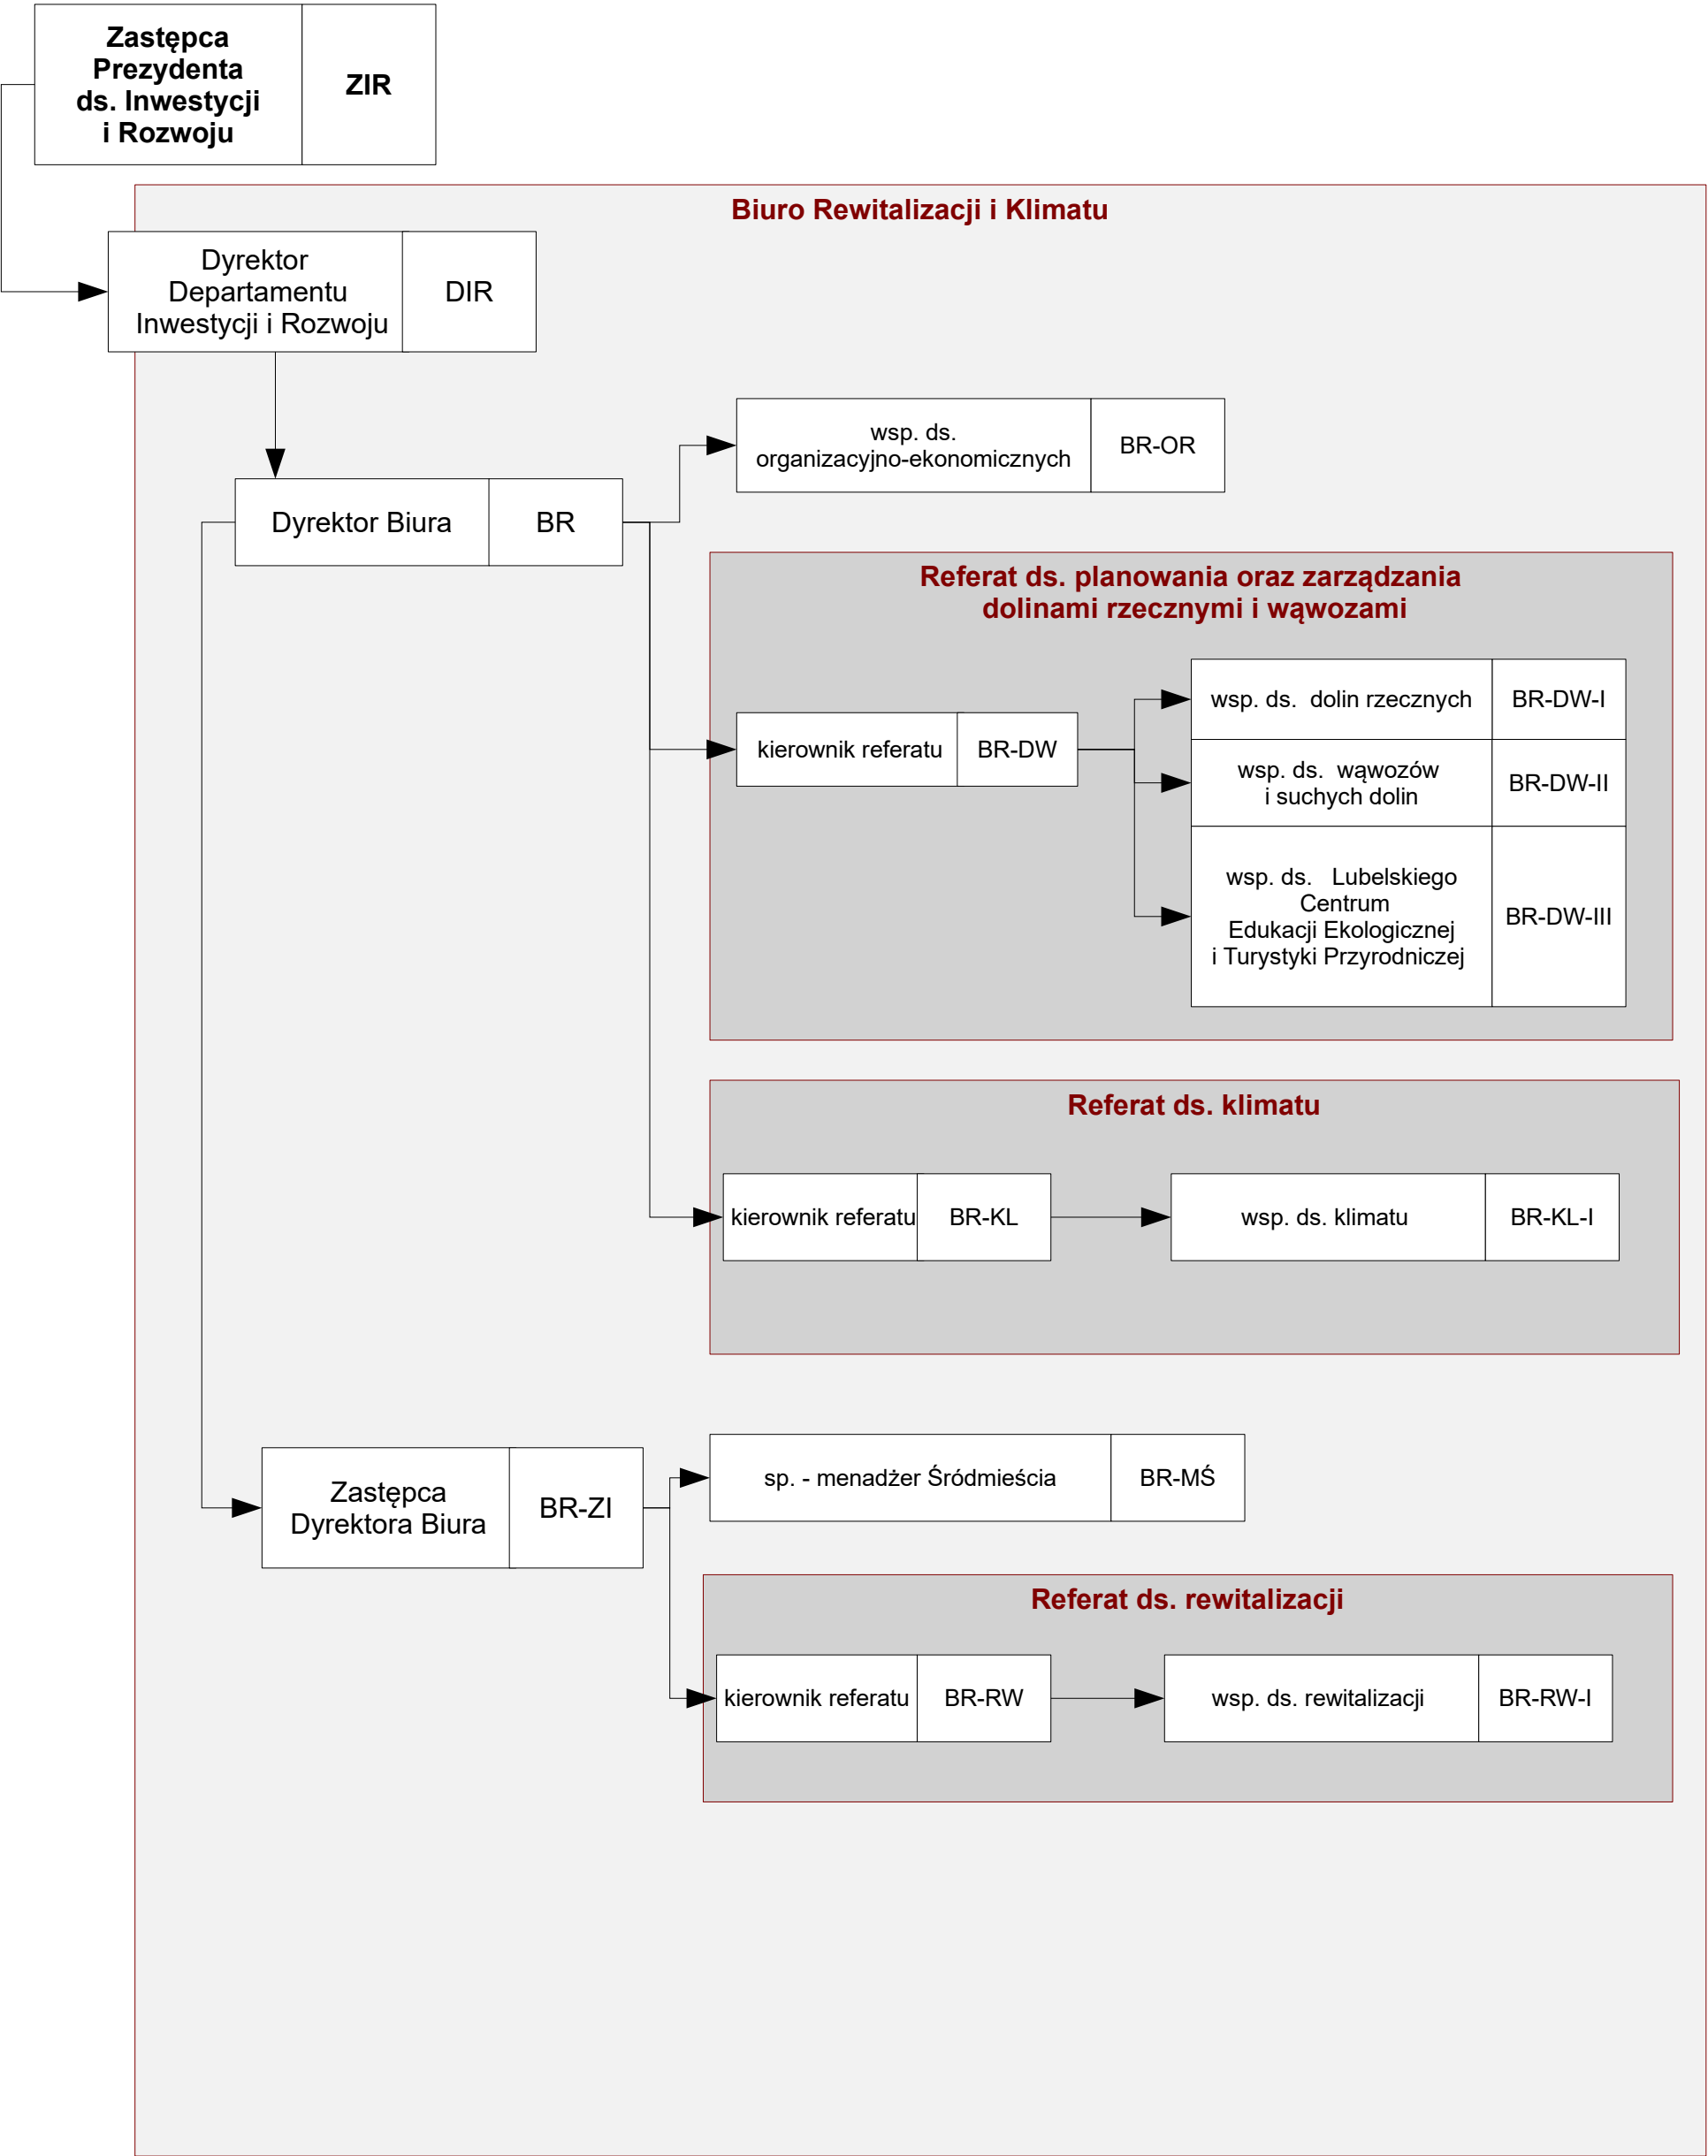 Zastępca
Prezydenta
ds. Inwestycji
i Rozwoju
ZIR
Biuro Rewitalizacji i Klimatu
Dyrektor
Departamentu
Inwestycji i Rozwoju
DIR
wsp. ds.
organizacyjno-ekonomicznych
BR-OR
Dyrektor Biura
BR
Referat ds. planowania oraz zarządzania
dolinami rzecznymi i wąwozami
kierownik referatu
BR-DW
wsp. ds. dolin rzecznych
BR-DW-I
wsp. ds. wąwozów
i suchych dolin
BR-DW-II
wsp. ds. Lubelskiego
Centrum
Edukacji Ekologicznej
i Turystyki Przyrodniczej
BR-DW-III
Referat ds. klimatu
kierownik referatu
BR-KL
wsp. ds. klimatu
BR-KL-I
Zastępca
Dyrektora Biura
BR-ZI
sp. - menadżer Śródmieścia
BR-MŚ
Referat ds. rewitalizacji
kierownik referatu
BR-RW
wsp. ds. rewitalizacji
BR-RW-I